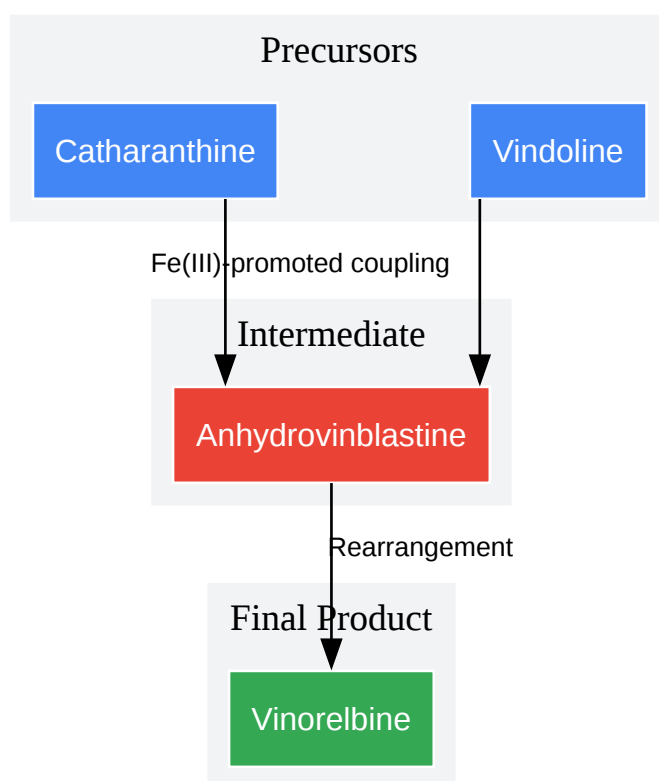 Precursors
Catharanthine
Vindoline
Fe(III)-promoted coupling
Intermediate
Anhydrovinblastine
Rearrangement
Final Product
Vinorelbine